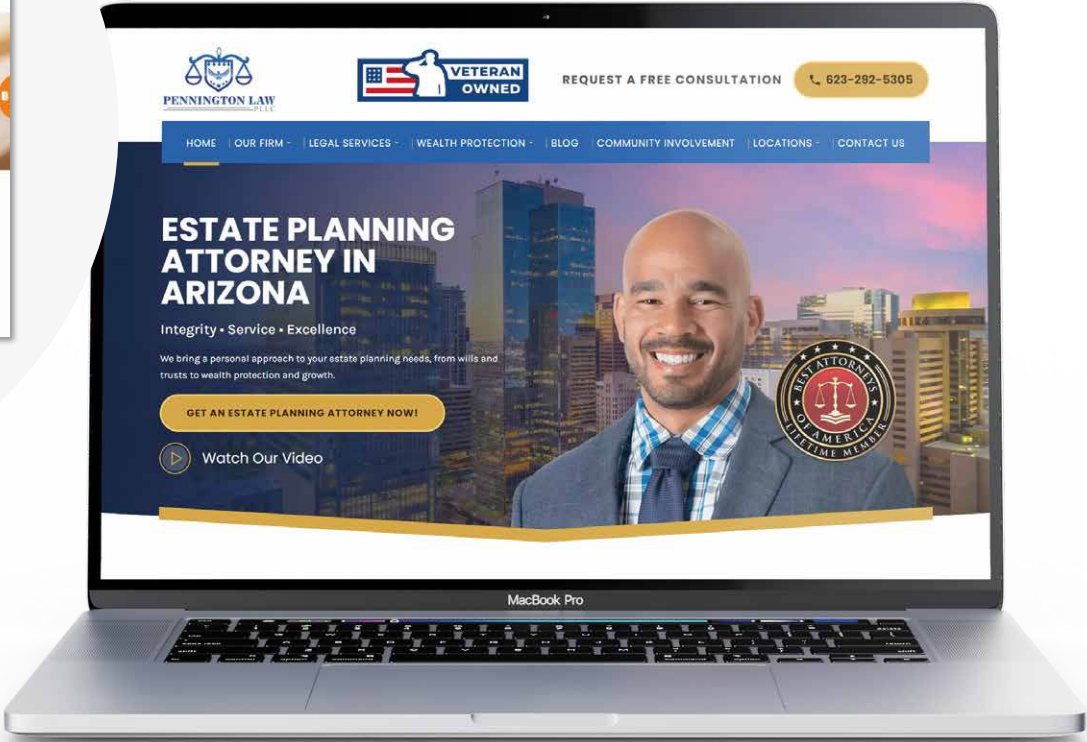 PENNINGTON LAW
PLLC
VETERAN
OWNED
REQUEST A FREE CONSULTATION
623-292-5305
HOME
OUR FIRM
LEGAL SERVICES
WEALTH PROTECTION
BLOG
COMMUNITY INVOLVEMENT
LOCATIONS
CONTACT US
ESTATE PLANNING
ATTORNEY IN
ARIZONA
Integrity • Service • Excellence
We bring a personal approach to your estate planning needs, from wills and
trusts to wealth protection and growth.
GET AN ESTATE PLANNING ATTORNEY NOW!
Watch Our Video
BEST ATTORNEYS
OF AMERICA
LIFETIME MEMBER
MacBook Pro